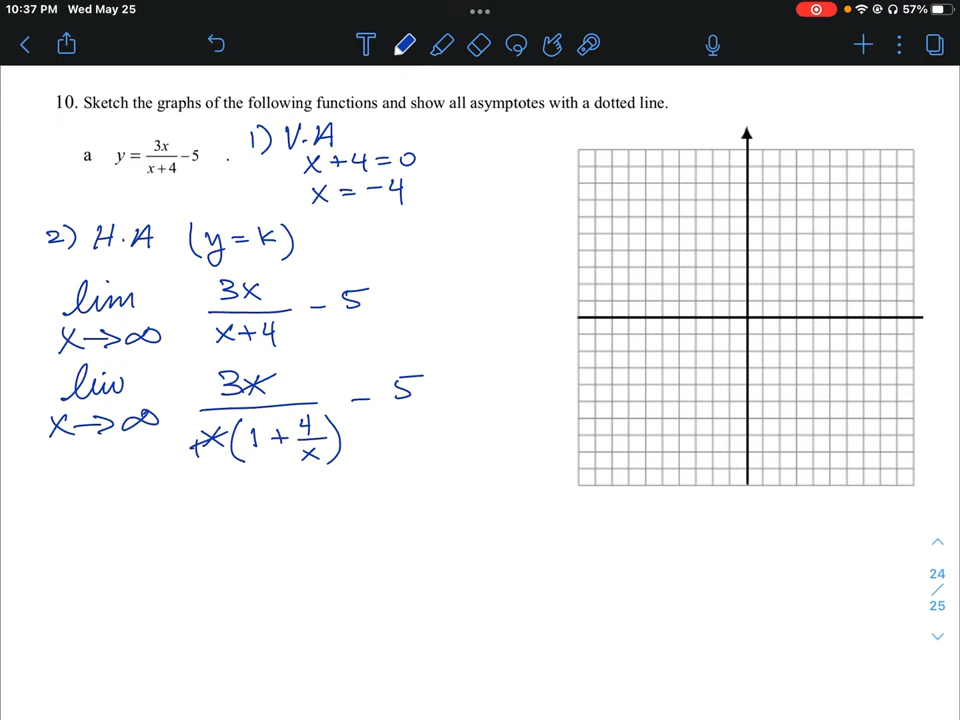 10:37 PM Wed May 25 57%
T
10. Sketch the graphs of the following functions and show all asymptotes with a dotted line.
a y = 3x/(x+4) − 5 .
1) V.A
x+4=0
x = -4
2) H.A (y=k)
lim x→∞ 3x/(x+4) - 5
lim x→∞ 3x/(x(1+4/x)) - 5
24
/
25